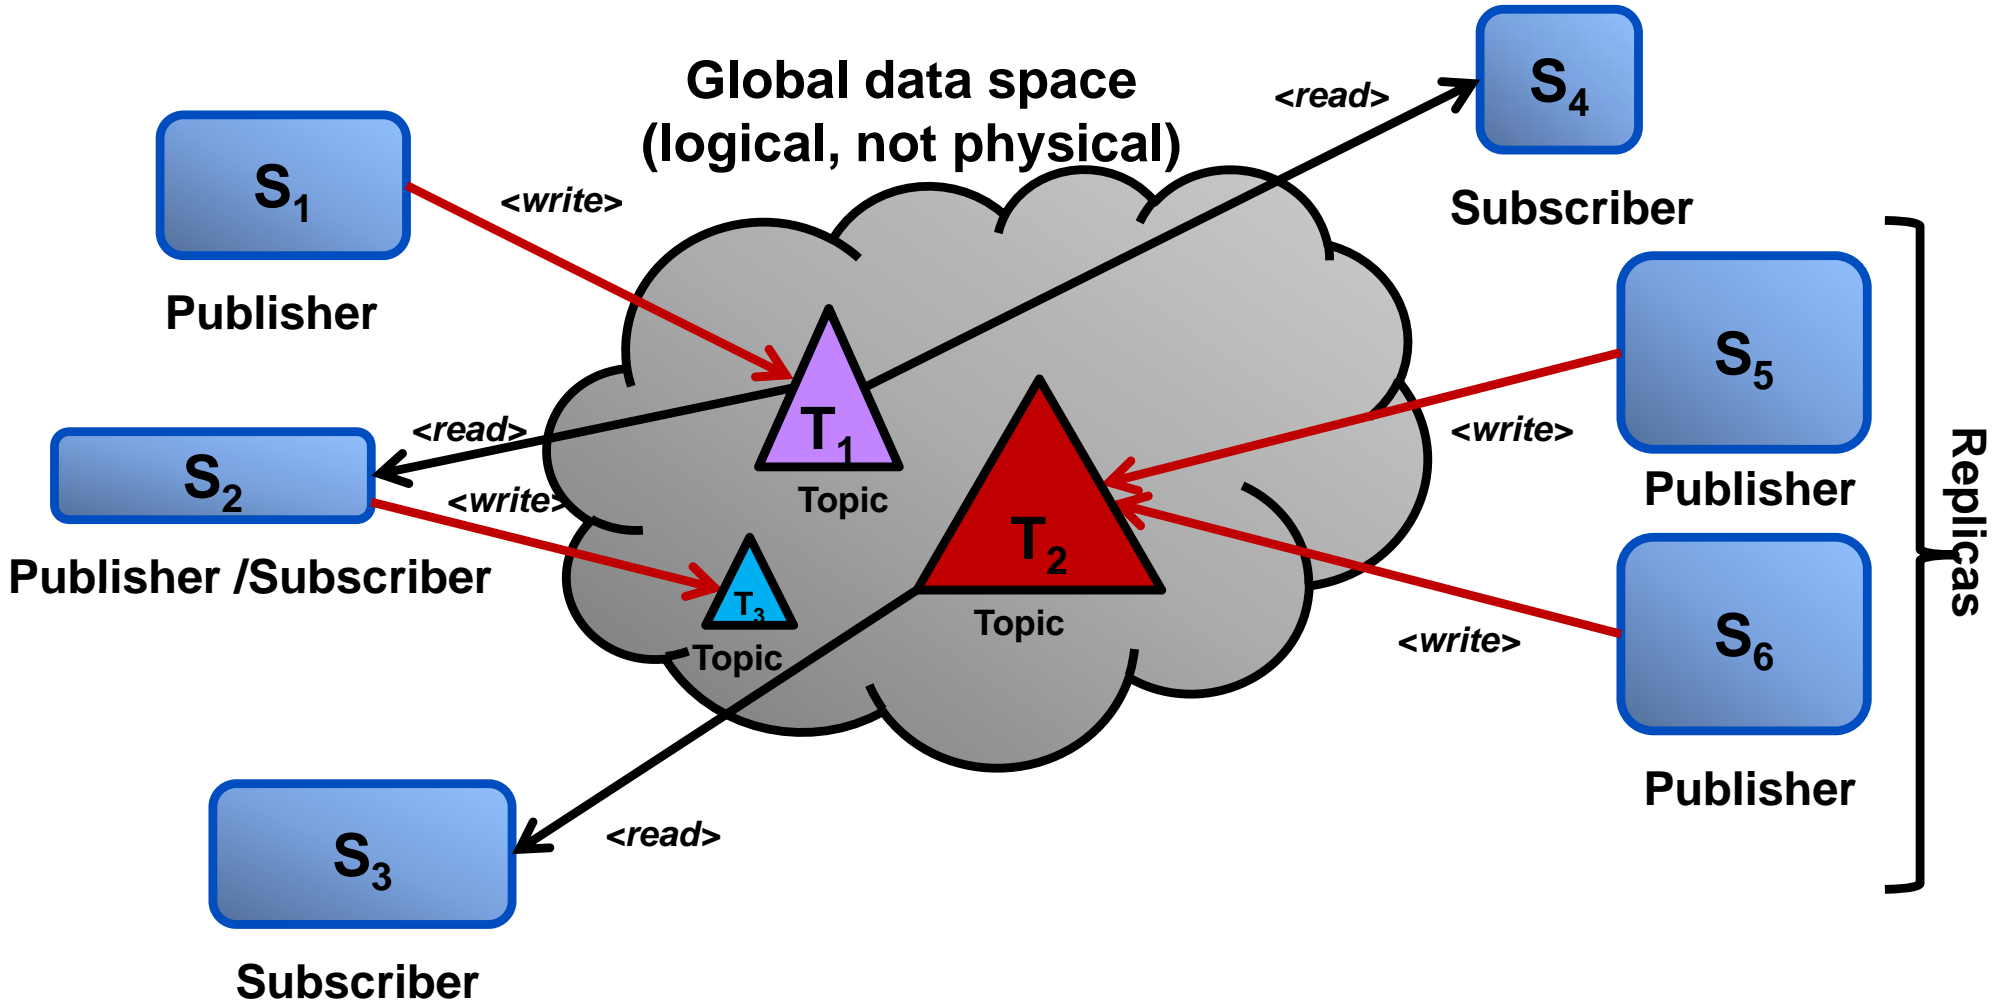 Global data space
(logical, not physical)
S1
<write>
Publisher
<read>
S4
Subscriber
S5
<write>
Publisher
S2
<read>
<write>
Publisher /Subscriber
T1
Topic
T2
Topic
T3
Topic
S6
<write>
Publisher
Replicas
S3
<read>
Subscriber